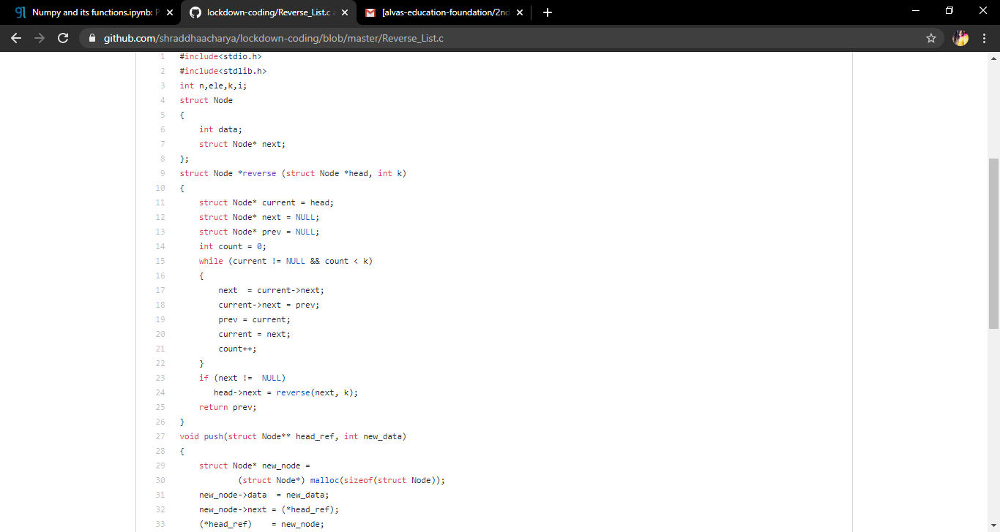 Numpy and its functions.ipynb: P
lockdown-coding/Reverse_List.c a
[alvas-education-foundation/2nd
github.com/shraddhaacharya/lockdown-coding/blob/master/Reverse_List.c
1 #include<stdio.h>
2 #include<stdlib.h>
3 int n,ele,k,i;
4 struct Node
5 {
6 int data;
7 struct Node* next;
8 };
9 struct Node *reverse (struct Node *head, int k)
10 {
11 struct Node* current = head;
12 struct Node* next = NULL;
13 struct Node* prev = NULL;
14 int count = 0;
15 while (current != NULL && count < k)
16 {
17 next  = current->next;
18 current->next = prev;
19 prev = current;
20 current = next;
21 count++;
22 }
23 if (next !=  NULL)
24 head->next = reverse(next, k);
25 return prev;
26 }
27 void push(struct Node** head_ref, int new_data)
28 {
29 struct Node* new_node =
30 (struct Node*) malloc(sizeof(struct Node));
31 new_node->data  = new_data;
32 new_node->next = (*head_ref);
33 (*head_ref)    = new_node;